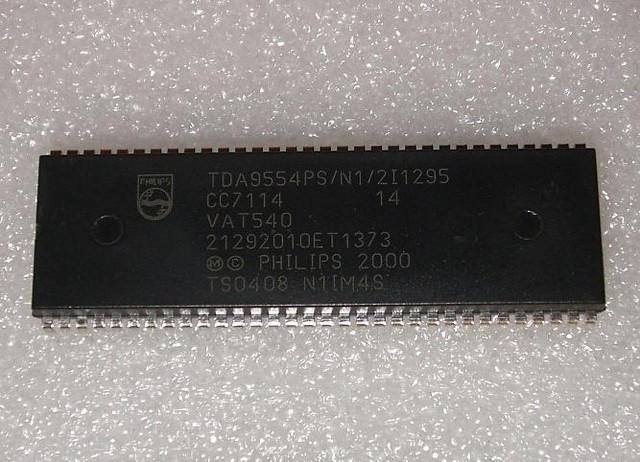 PHILIPS
TDA9554PS/N1/2I1295
CC7114 14
VAT540
21292010ET1373
Ⓜ © PHILIPS 2000
TS0408 N1IM4S